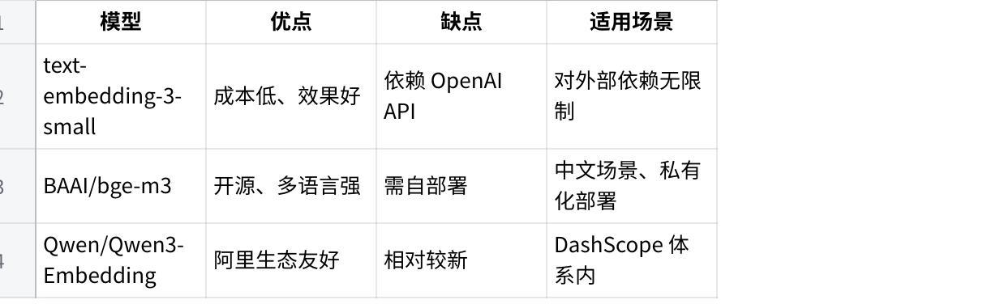 1
模型
优点
缺点
适用场景
2
text-
embedding-3-
small
成本低、效果好
依赖 OpenAI
API
对外部依赖无限
制
3
BAAI/bge-m3
开源、多语言强
需自部署
中文场景、私有
化部署
4
Qwen/Qwen3-
Embedding
阿里生态友好
相对较新
DashScope 体
系内